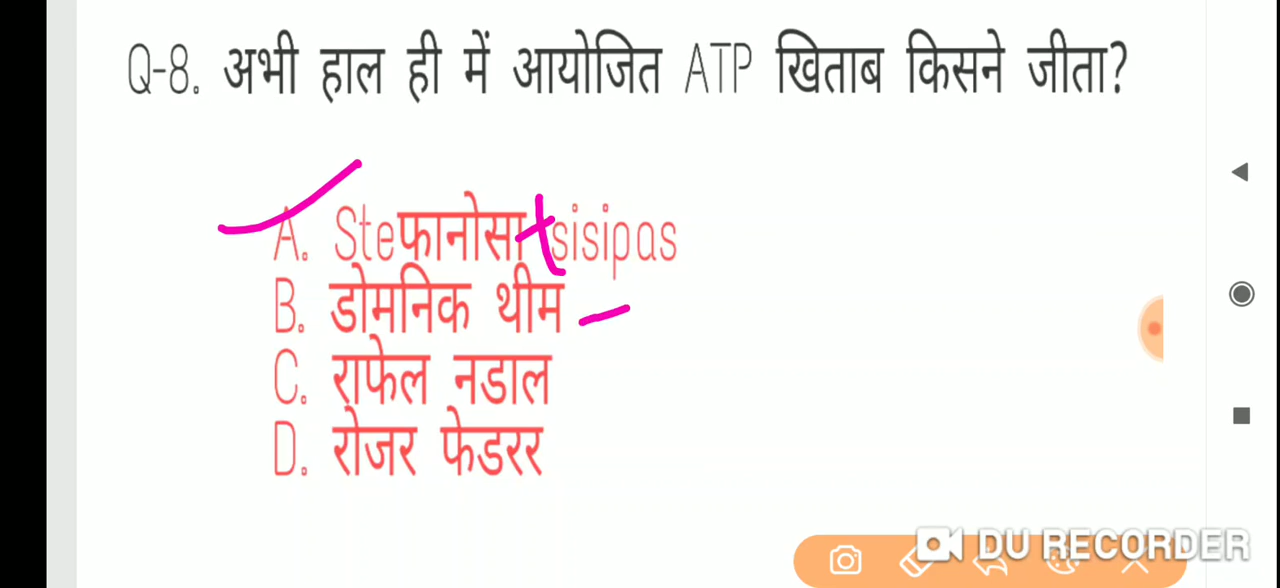 Q-8. अभी हाल ही में आयोजित ATP खिताब किसने जीता?
A. Steफानोसा tsisipas
B. डोमनिक थीम
C. राफेल नडाल
D. रोजर फेडरर
DU RECORDER